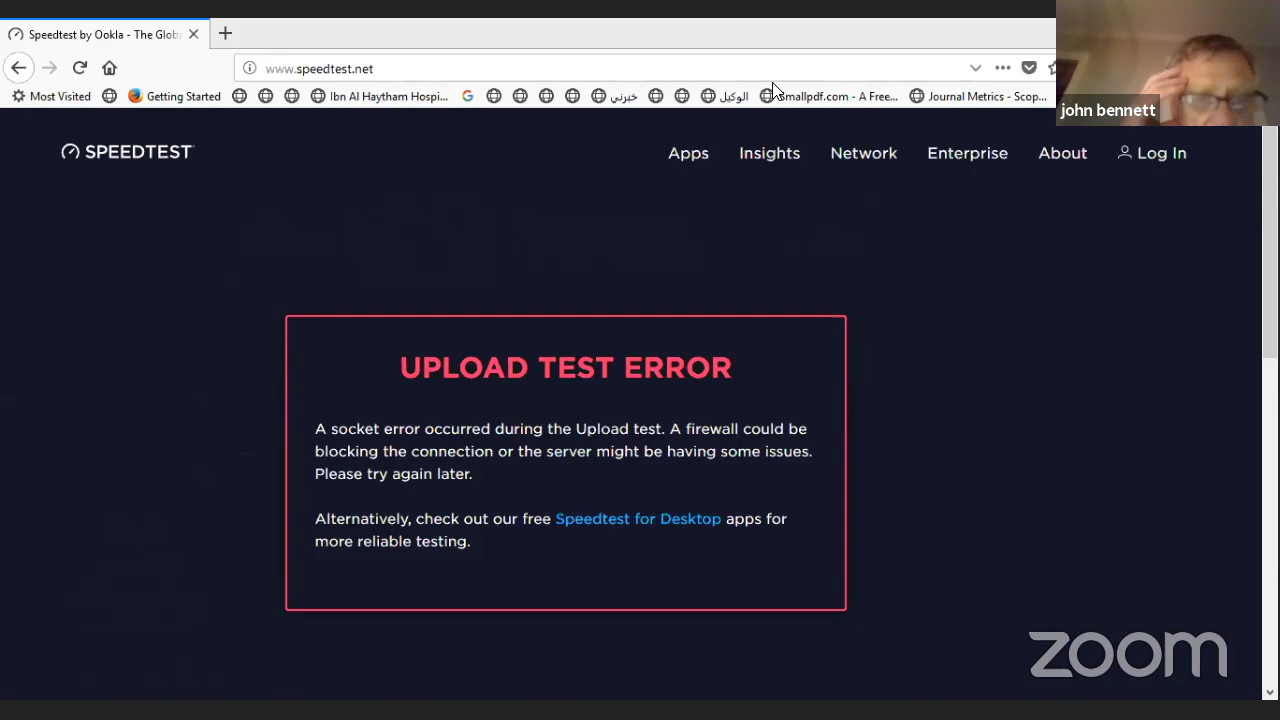 Speedtest by Ookla - The Globa
www.speedtest.net
Most Visited Getting Started Ibn Al Haytham Hospi... خبرني الوكيل Smallpdf.com - A Free... Journal Metrics - Scop...
john bennett
SPEEDTEST
Apps Insights Network Enterprise About Log In
UPLOAD TEST ERROR
A socket error occurred during the Upload test. A firewall could be
blocking the connection or the server might be having some issues.
Please try again later.
Alternatively, check out our free Speedtest for Desktop apps for
more reliable testing.
zoom